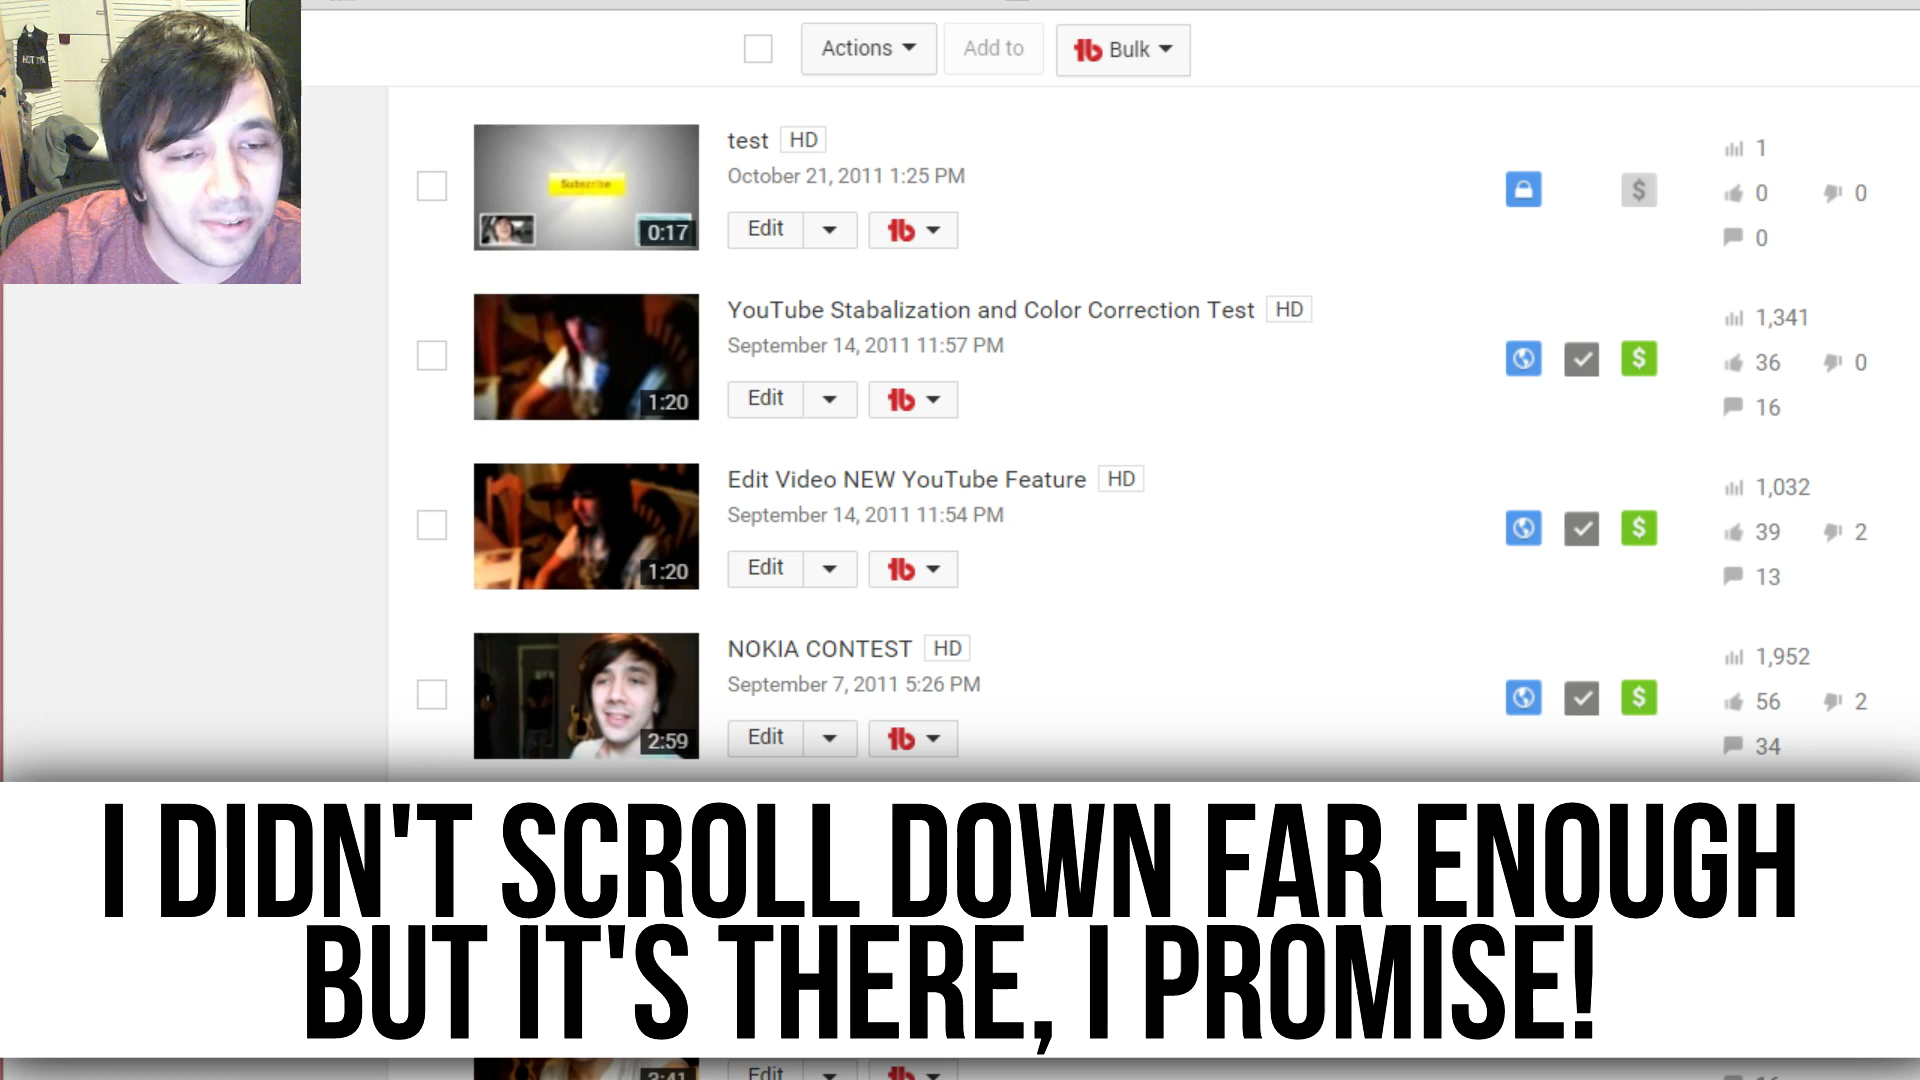 Actions
Add to
Bulk
test HD
October 21, 2011 1:25 PM
Subscribe
0:17
Edit
1
0 0
0
YouTube Stabalization and Color Correction Test HD
September 14, 2011 11:57 PM
1:20
Edit
1,341
36 0
16
Edit Video NEW YouTube Feature HD
September 14, 2011 11:54 PM
1:20
Edit
1,032
39 2
13
NOKIA CONTEST HD
September 7, 2011 5:26 PM
2:59
Edit
1,952
56 2
34
I DIDN'T SCROLL DOWN FAR ENOUGH
BUT IT'S THERE, I PROMISE!
Edit